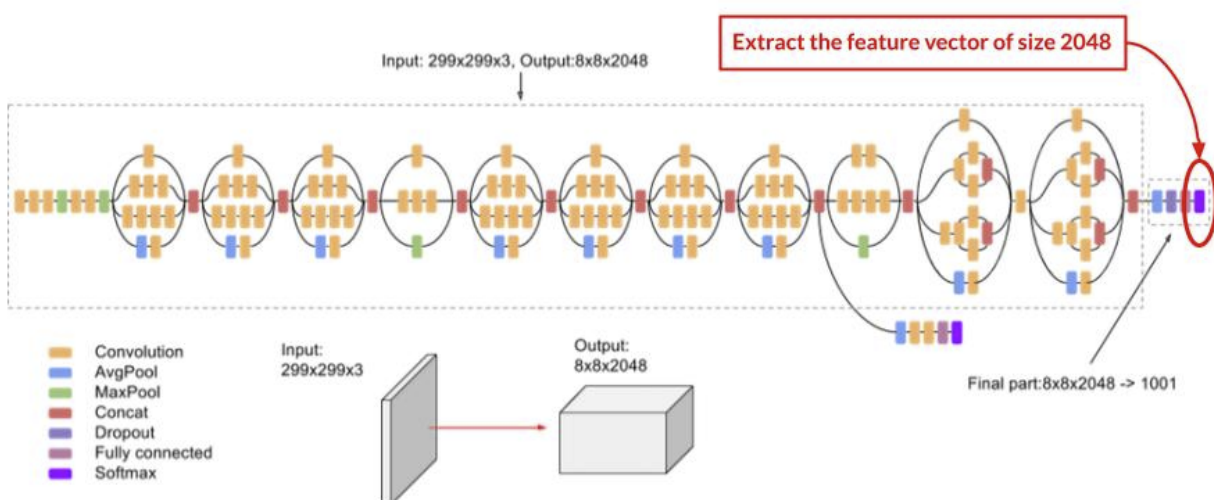 Extract the feature vector of size 2048
Input: 299x299x3, Output:8x8x2048
Input:
299x299x3
Output:
8x8x2048
Final part:8x8x2048 -> 1001
Convolution
AvgPool
MaxPool
Concat
Dropout
Fully connected
Softmax